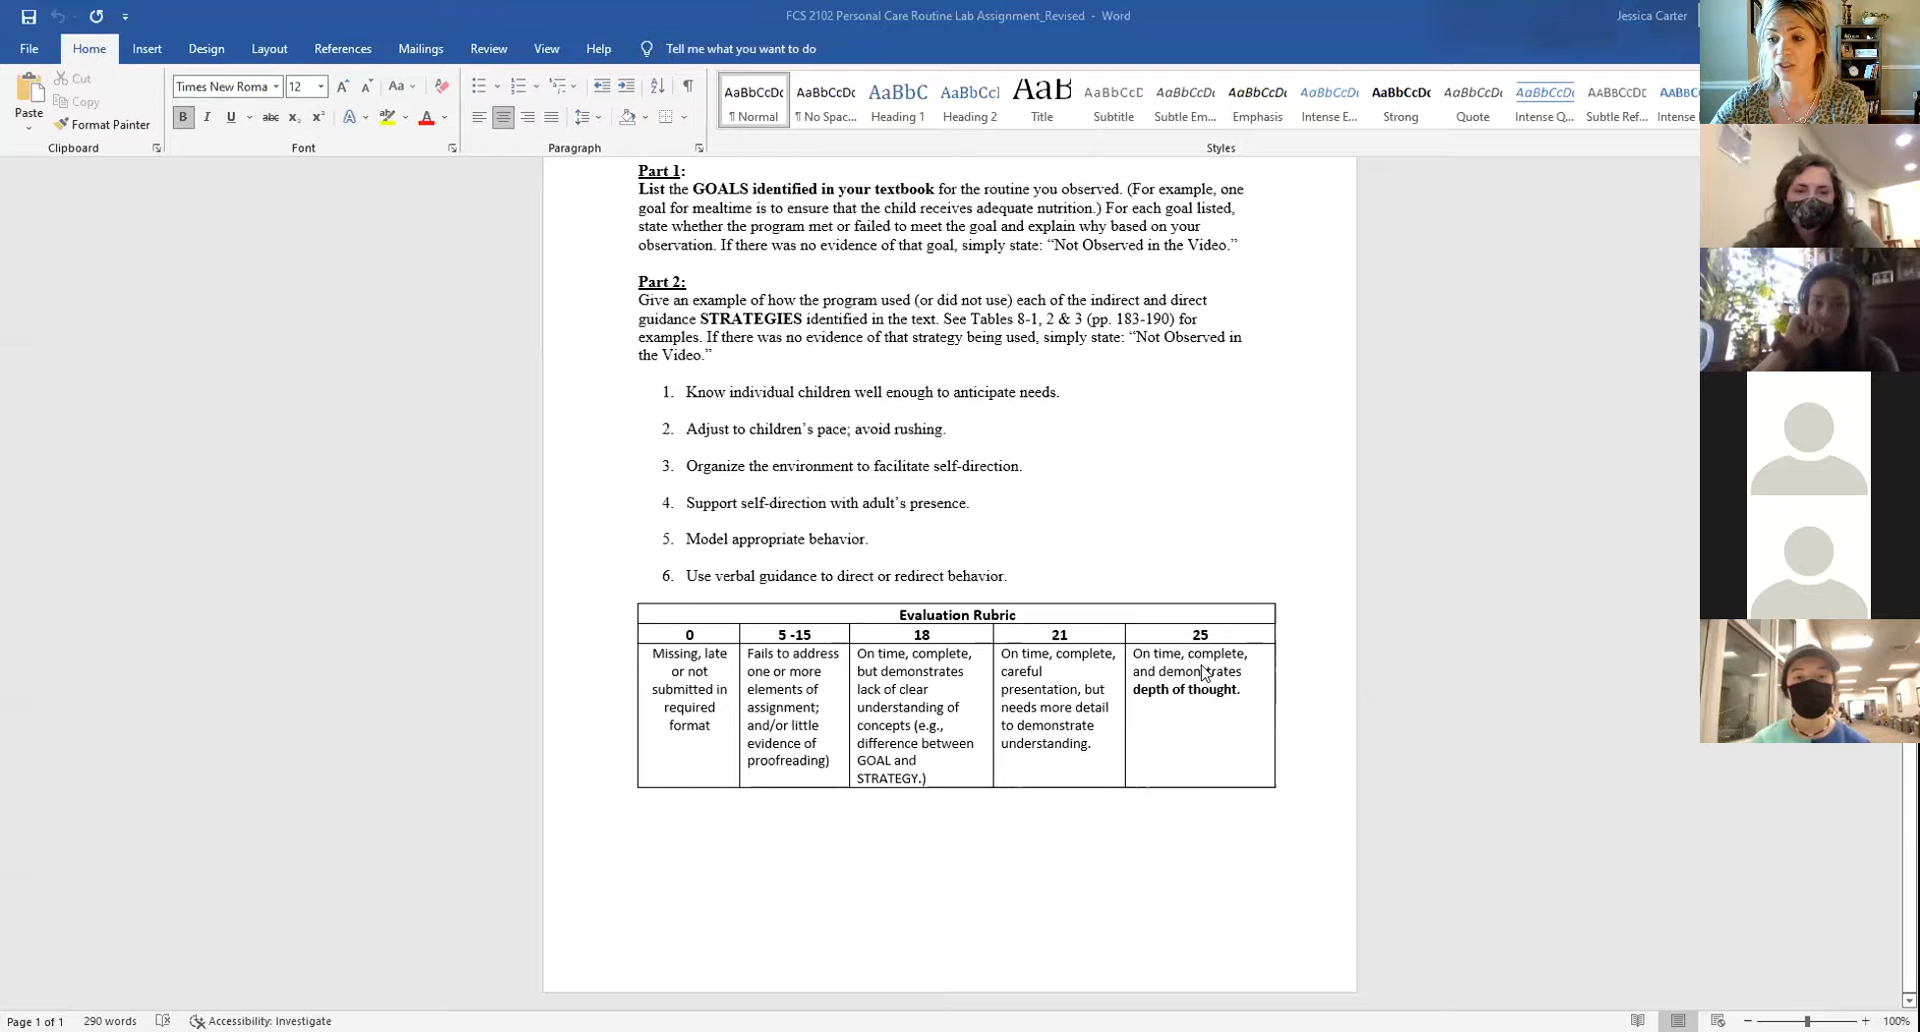 FCS 2102 Personal Care Routine Lab Assignment_Revised - Word
Jessica Carter
File Home Insert Design Layout References Mailings Review View Help Tell me what you want to do
Paste
Cut
Copy
Format Painter
Clipboard
Times New Roma 12
Font
Paragraph
AaBbCcDc AaBbCcDc AaBbC AaBbCcI AaB AaBbCcD AaBbCcDc AaBbCcDc AaBbCcDc AaBbCcDc AaBbCcDc AaBbCcDc AABBCCDC AABBC
¶ Normal ¶ No Spac... Heading 1 Heading 2 Title Subtitle Subtle Em... Emphasis Intense E... Strong Quote Intense Q... Subtle Ref... Intense
Styles
Part 1:
List the GOALS identified in your textbook for the routine you observed. (For example, one
goal for mealtime is to ensure that the child receives adequate nutrition.) For each goal listed,
state whether the program met or failed to meet the goal and explain why based on your
observation. If there was no evidence of that goal, simply state: “Not Observed in the Video.”
Part 2:
Give an example of how the program used (or did not use) each of the indirect and direct
guidance STRATEGIES identified in the text. See Tables 8-1, 2 & 3 (pp. 183-190) for
examples. If there was no evidence of that strategy being used, simply state: “Not Observed in
the Video.”
1. Know individual children well enough to anticipate needs.
2. Adjust to children’s pace; avoid rushing.
3. Organize the environment to facilitate self-direction.
4. Support self-direction with adult’s presence.
5. Model appropriate behavior.
6. Use verbal guidance to direct or redirect behavior.
Evaluation Rubric
0
Missing, late
or not
submitted in
required
format
5 -15
Fails to address
one or more
elements of
assignment;
and/or little
evidence of
proofreading)
18
On time, complete,
but demonstrates
lack of clear
understanding of
concepts (e.g.,
difference between
GOAL and
STRATEGY.)
21
On time, complete,
careful
presentation, but
needs more detail
to demonstrate
understanding.
25
On time, complete,
and demonstrates
depth of thought.
Page 1 of 1 290 words Accessibility: Investigate 100%